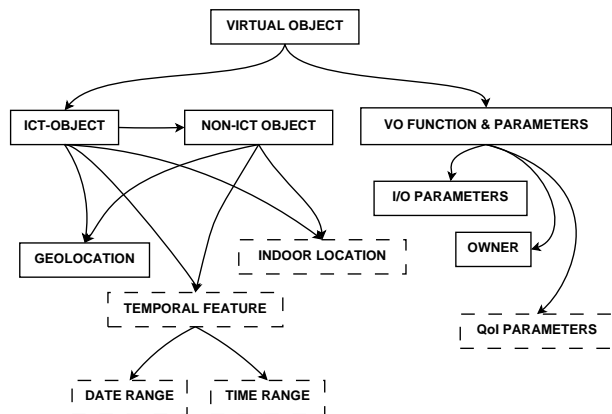 VIRTUAL OBJECT
ICT-OBJECT
NON-ICT OBJECT
VO FUNCTION & PARAMETERS
I/O PARAMETERS
GEOLOCATION
INDOOR LOCATION
OWNER
TEMPORAL FEATURE
QoI PARAMETERS
DATE RANGE
TIME RANGE